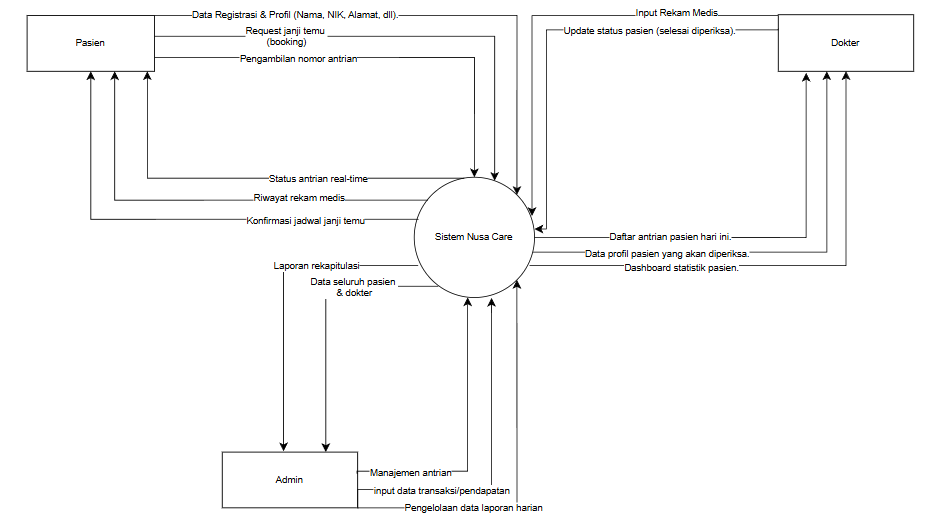 Data Registrasi & Profil (Nama, NIK, Alamat, dll).
Input Rekam Medis
Request janji temu
(booking)
Update status pasien (selesai diperiksa).
Pasien
Dokter
Pengambilan nomor antrian
Status antrian real-time
Riwayat rekam medis
Konfirmasi jadwal janji temu
Sistem Nusa Care
Daftar antrian pasien hari ini.
Data profil pasien yang akan diperiksa.
Dashboard statistik pasien.
Laporan rekapitulasi
Data seluruh pasien
& dokter
Admin
Manajemen antrian
input data transaksi/pendapatan
Pengelolaan data laporan harian